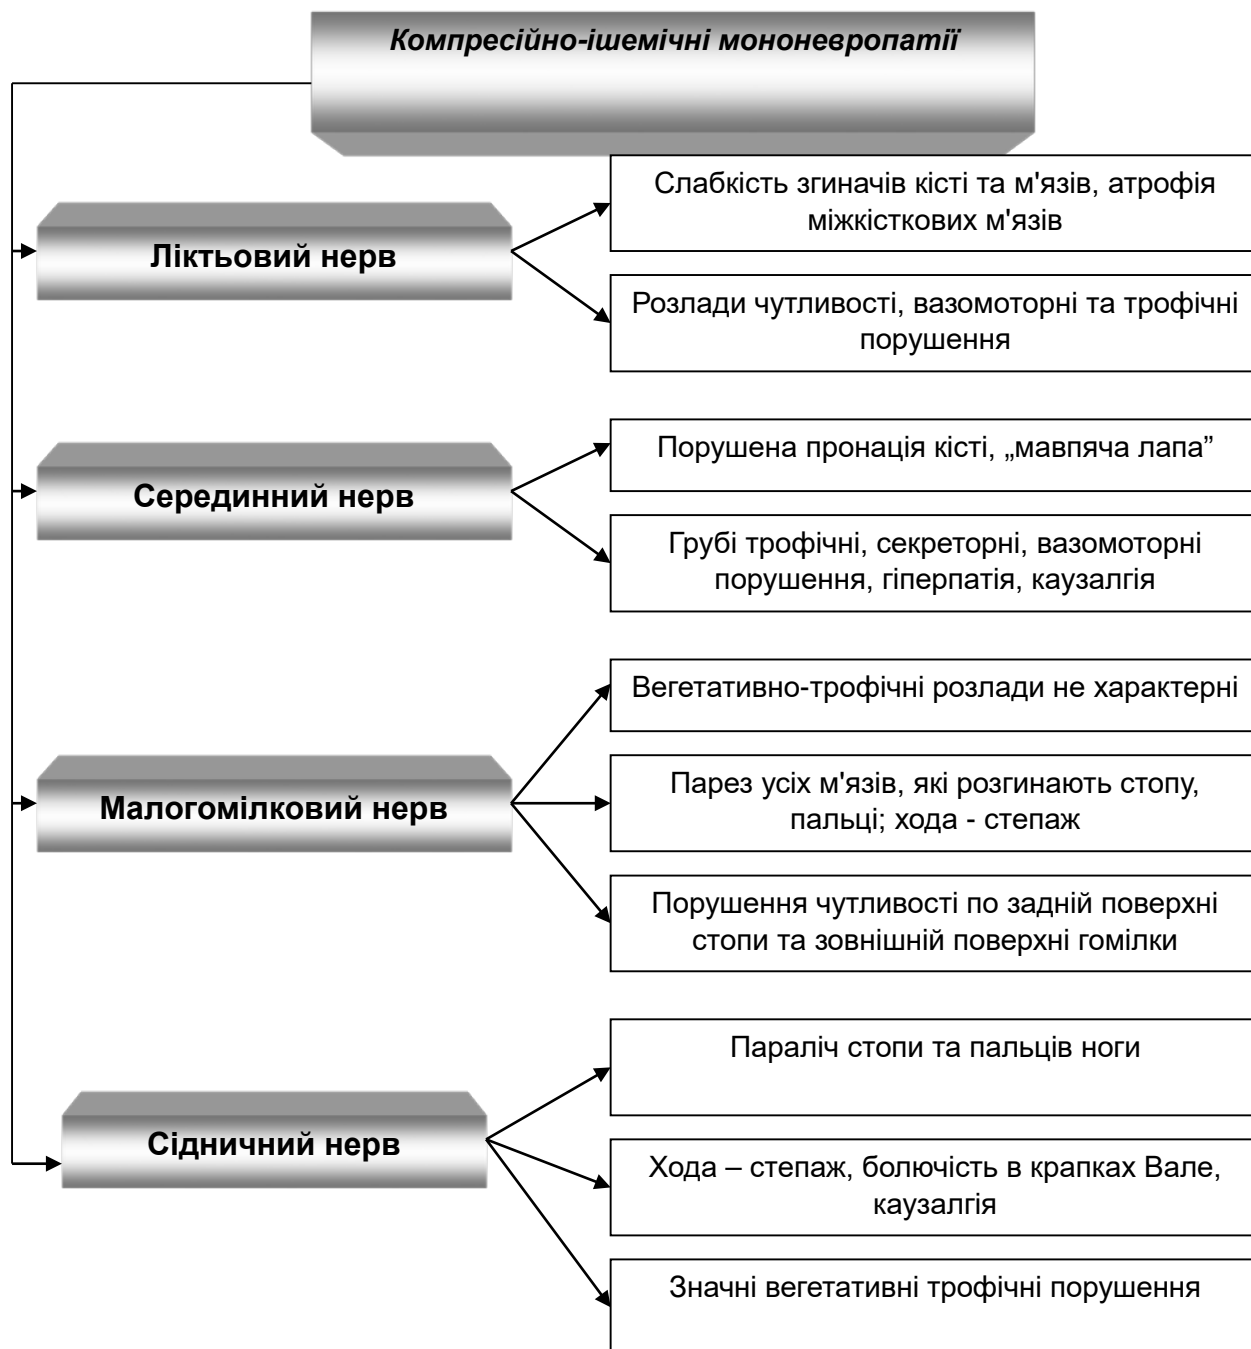 Компресійно-ішемічні мононевропатії
Ліктьовий нерв
Слабкість згиначів кісті та м'язів, атрофія
міжкісткових м'язів
Розлади чутливості, вазомоторні та трофічні
порушення
Серединний нерв
Порушена пронація кісті, „мавпяча лапа”
Грубі трофічні, секреторні, вазомоторні
порушення, гіперпатія, каузалгія
Малогомілковий нерв
Вегетативно-трофічні розлади не характерні
Парез усіх м'язів, які розгинають стопу,
пальці; хода - степаж
Порушення чутливості по задній поверхні
стопи та зовнішній поверхні гомілки
Сідничний нерв
Параліч стопи та пальців ноги
Хода – степаж, болючість в крапках Вале,
каузалгія
Значні вегетативні трофічні порушення